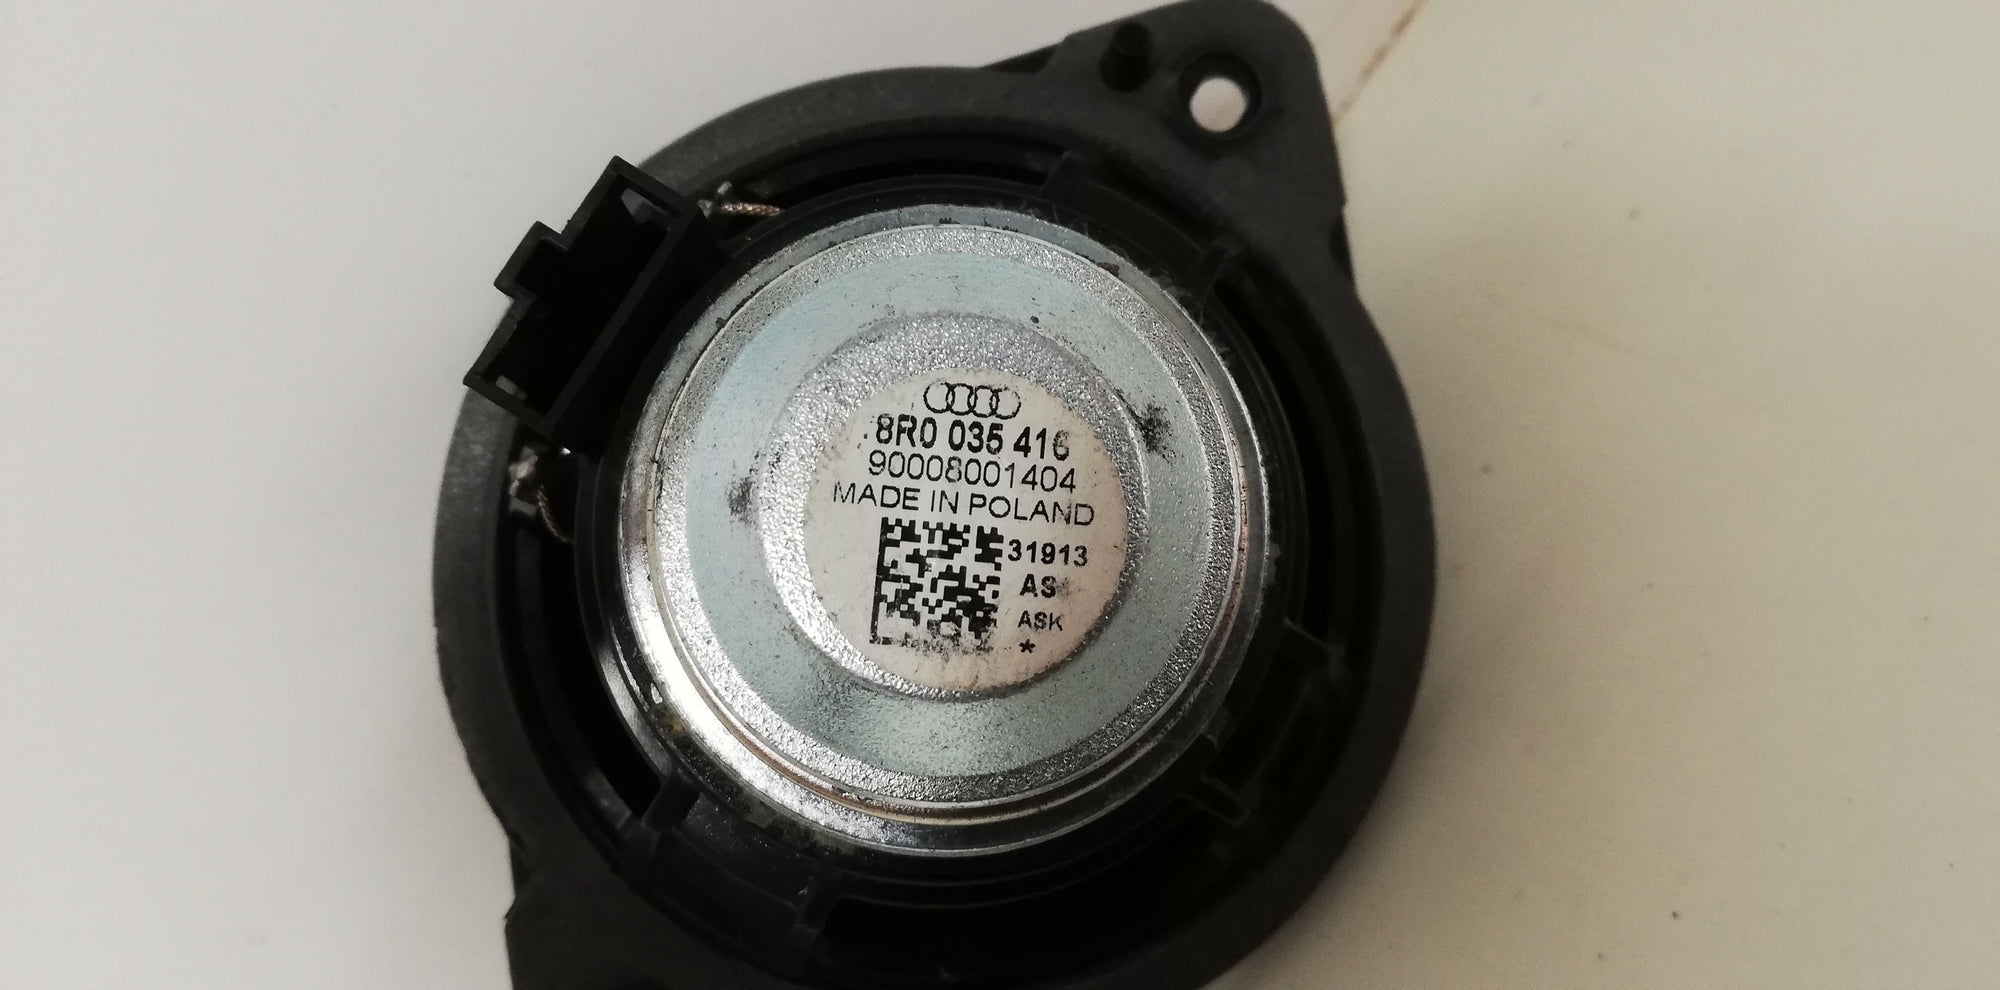 8R0 035 416
90008001404
MADE IN POLAND
31913
AS
ASK
*